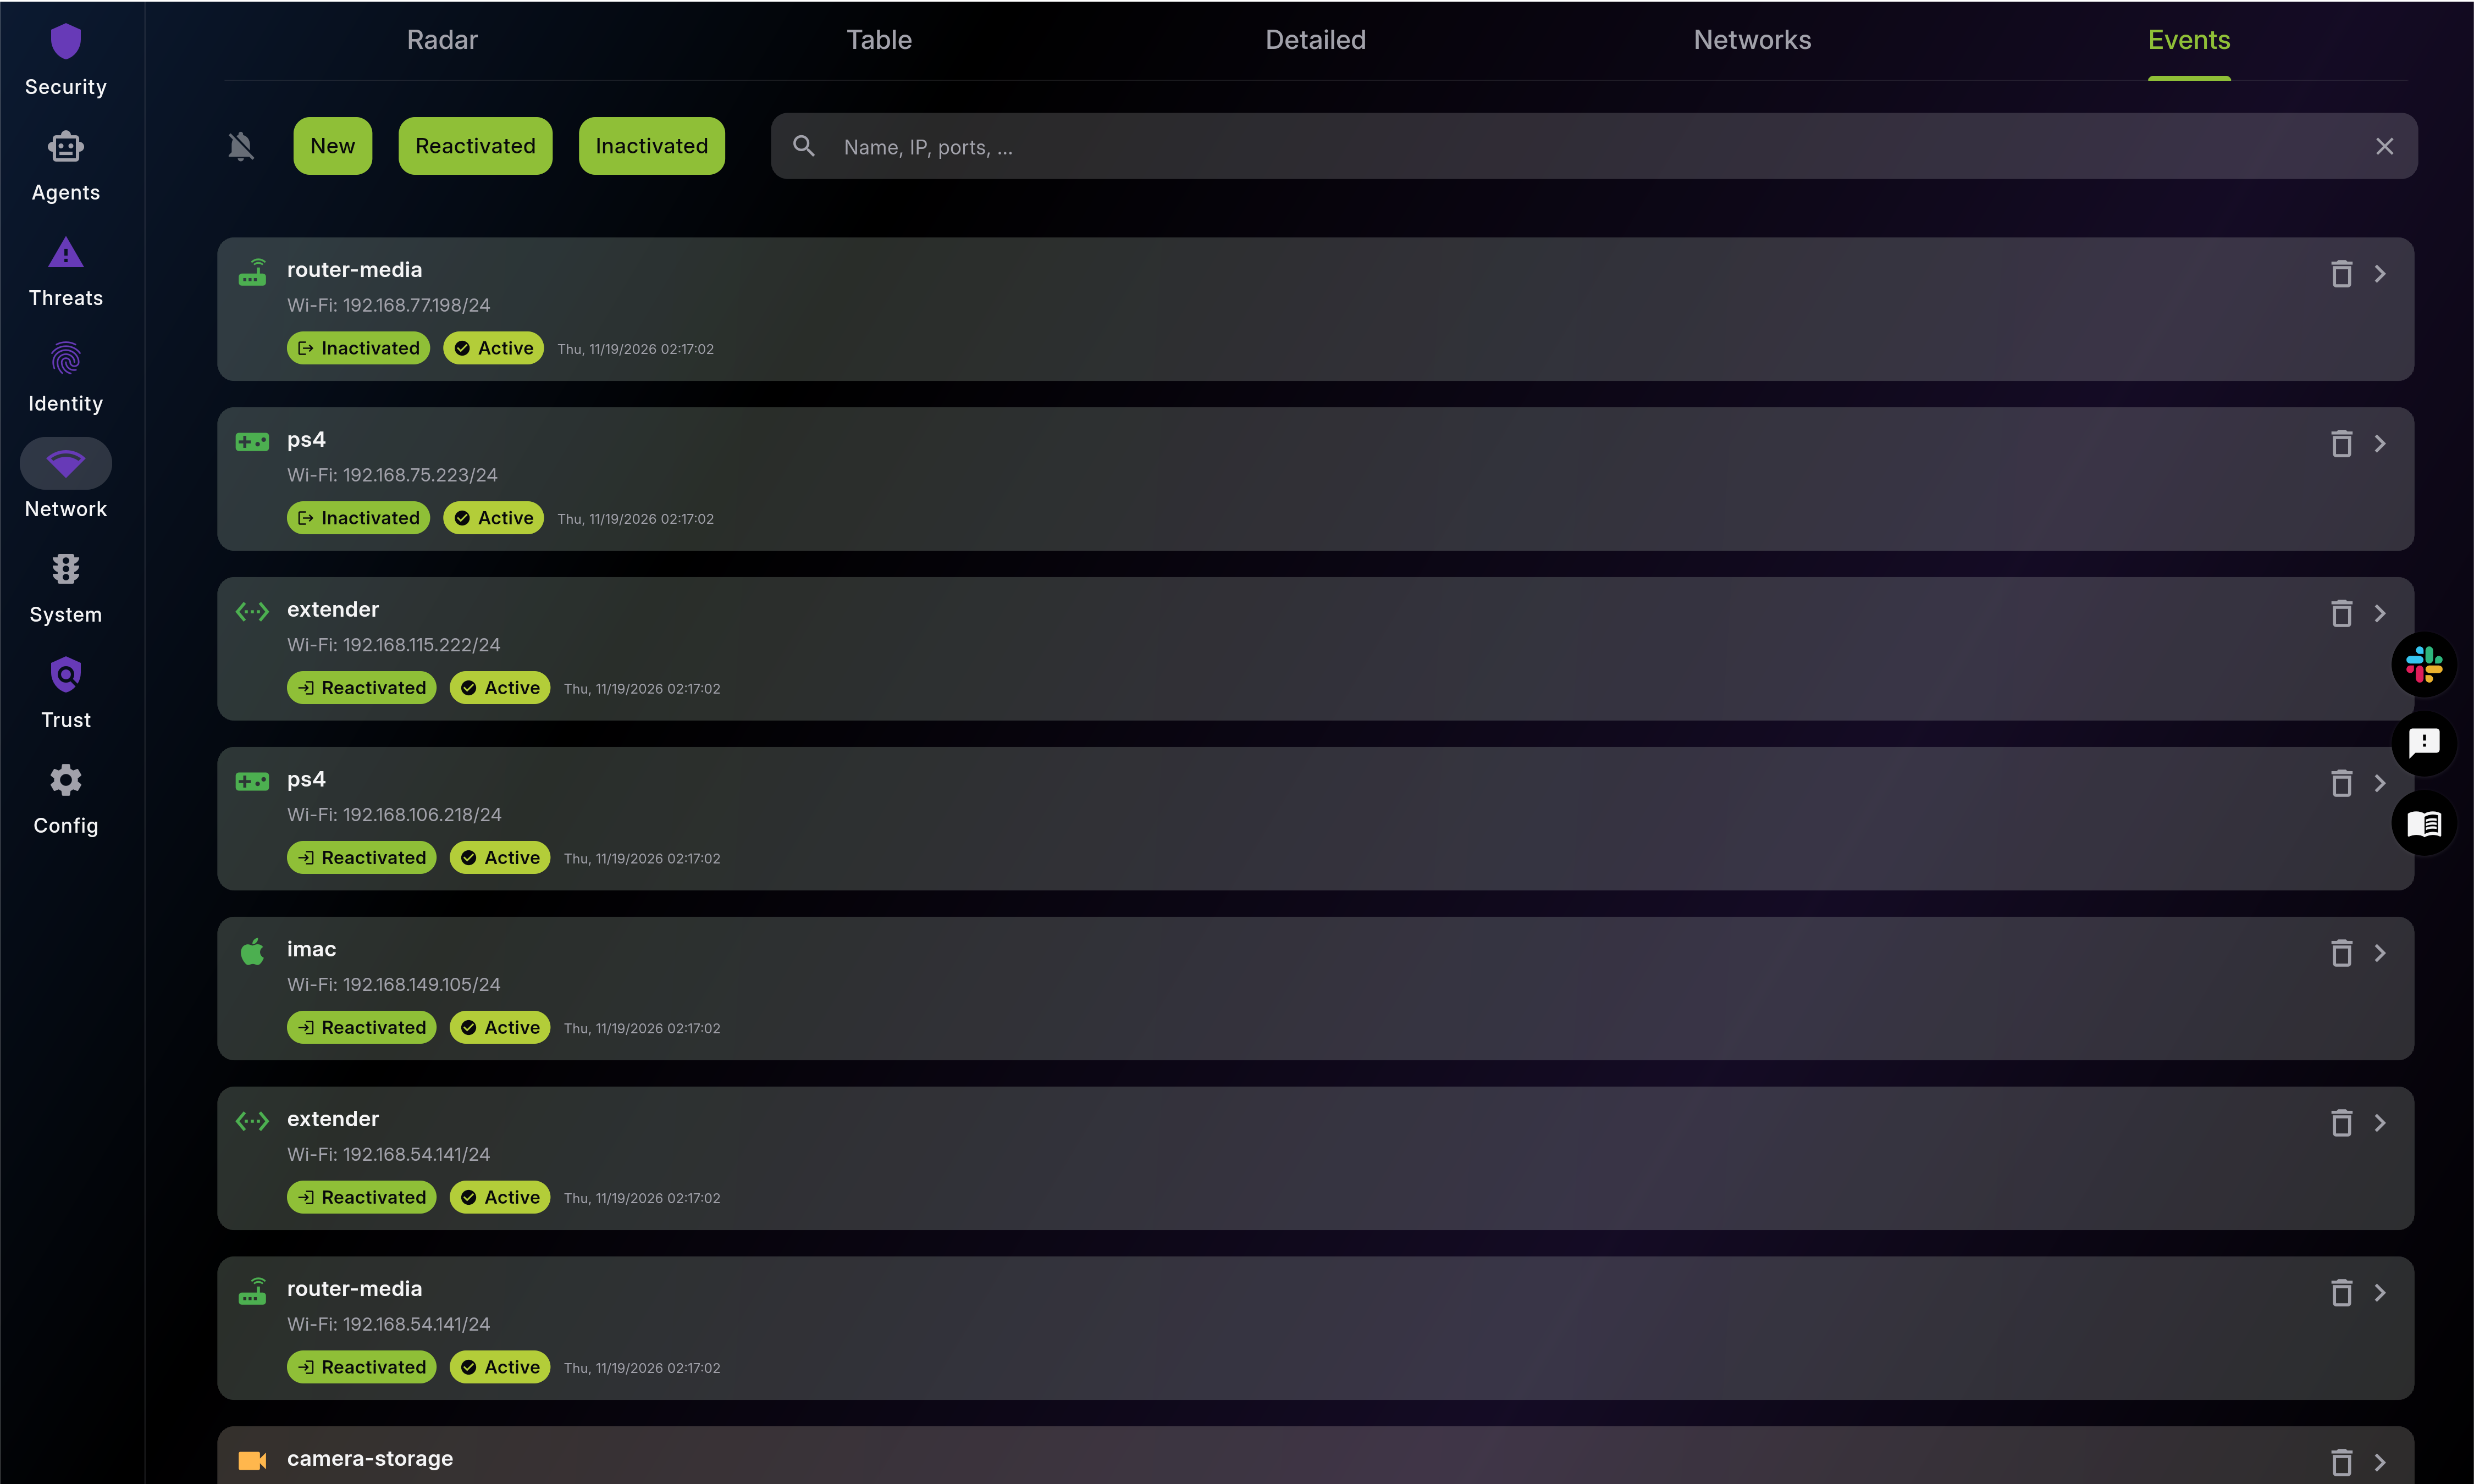 Radar Table Detailed Networks Events
Security
Agents
Threats
Identity
Network
System
Trust
Config
New Reactivated Inactivated Name, IP, ports, ...
router-media
Wi-Fi: 192.168.77.198/24
Inactivated Active Thu, 11/19/2026 02:17:02
ps4
Wi-Fi: 192.168.75.223/24
Inactivated Active Thu, 11/19/2026 02:17:02
extender
Wi-Fi: 192.168.115.222/24
Reactivated Active Thu, 11/19/2026 02:17:02
ps4
Wi-Fi: 192.168.106.218/24
Reactivated Active Thu, 11/19/2026 02:17:02
imac
Wi-Fi: 192.168.149.105/24
Reactivated Active Thu, 11/19/2026 02:17:02
extender
Wi-Fi: 192.168.54.141/24
Reactivated Active Thu, 11/19/2026 02:17:02
router-media
Wi-Fi: 192.168.54.141/24
Reactivated Active Thu, 11/19/2026 02:17:02
camera-storage